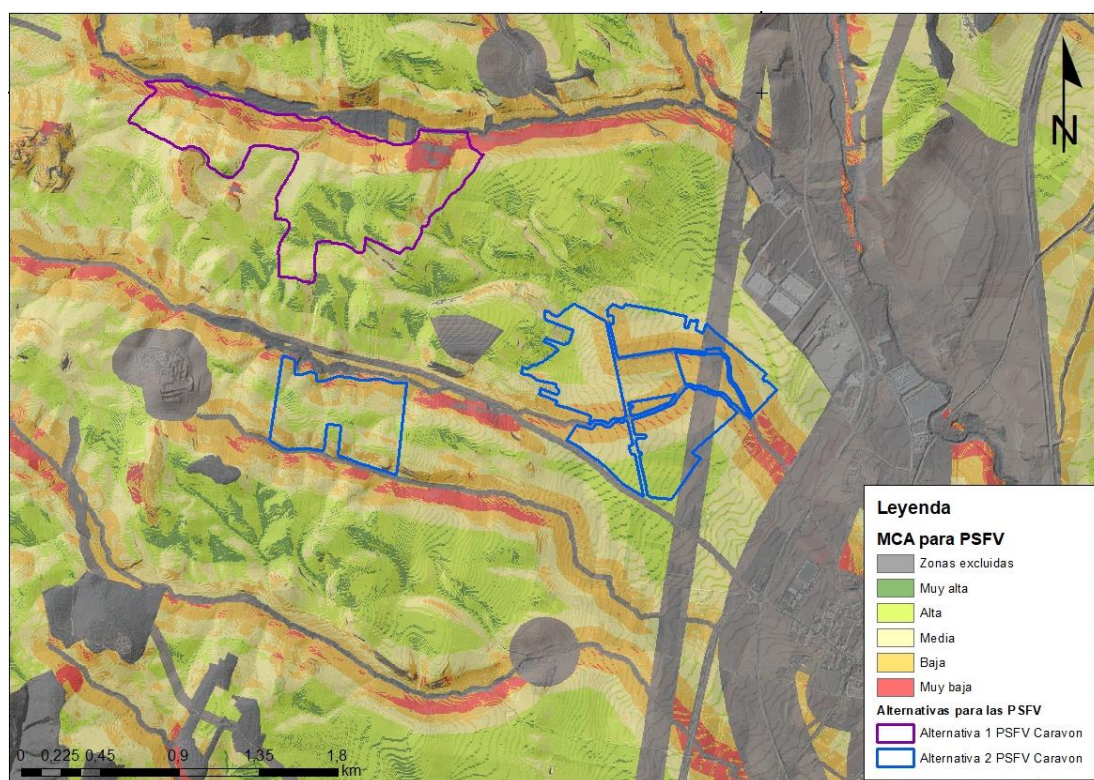 N
Leyenda
MCA para PSFV
Zonas excluidas
Muy alta
Alta
Media
Baja
Muy baja
Alternativas para las PSFV
Alternativa 1 PSFV Caravon
Alternativa 2 PSFV Caravon
0 0,225 0,45 0,9 1,35 1,8
km